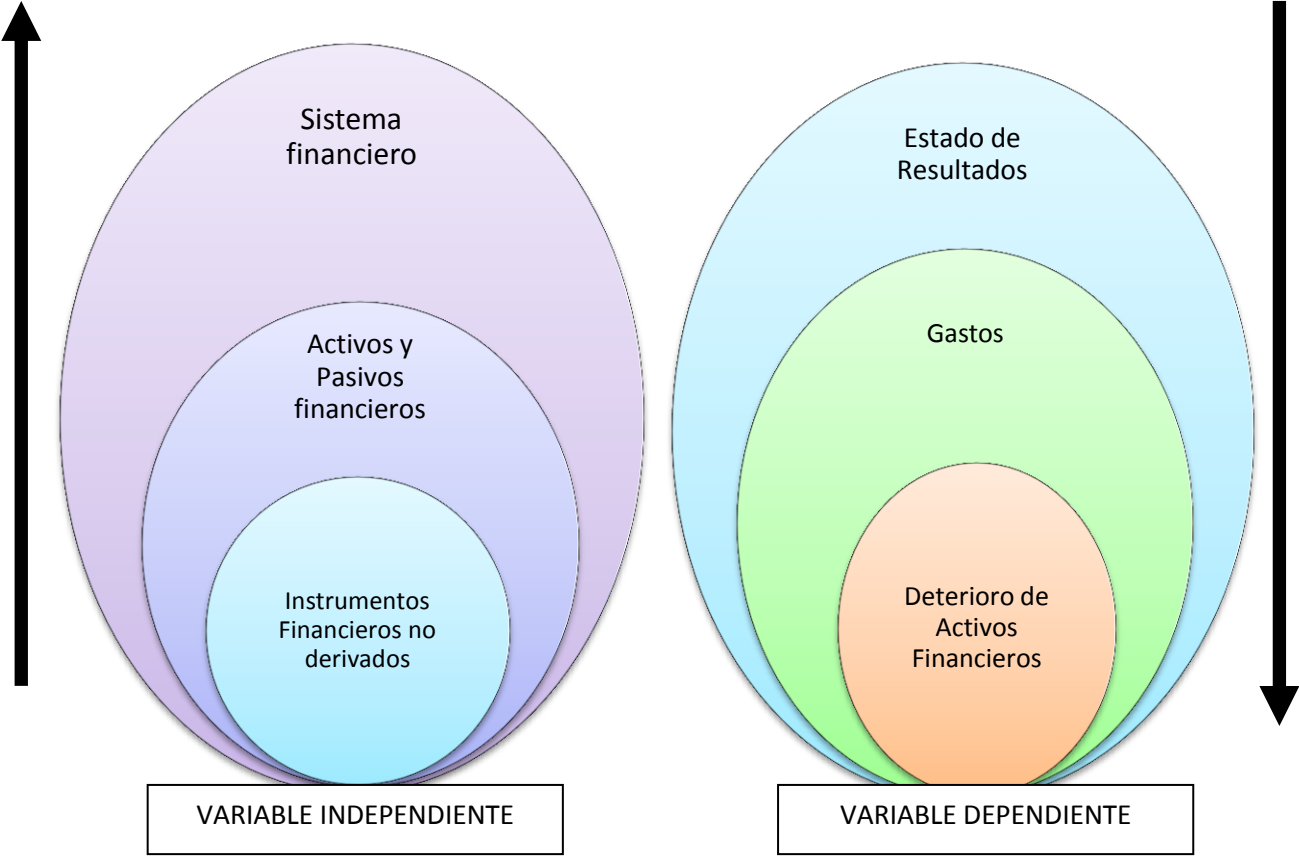 Sistema
financiero
Activos y
Pasivos
financieros
Instrumentos
Financieros no
derivados
VARIABLE INDEPENDIENTE
Estado de
Resultados
Gastos
Deterioro de
Activos
Financieros
VARIABLE DEPENDIENTE